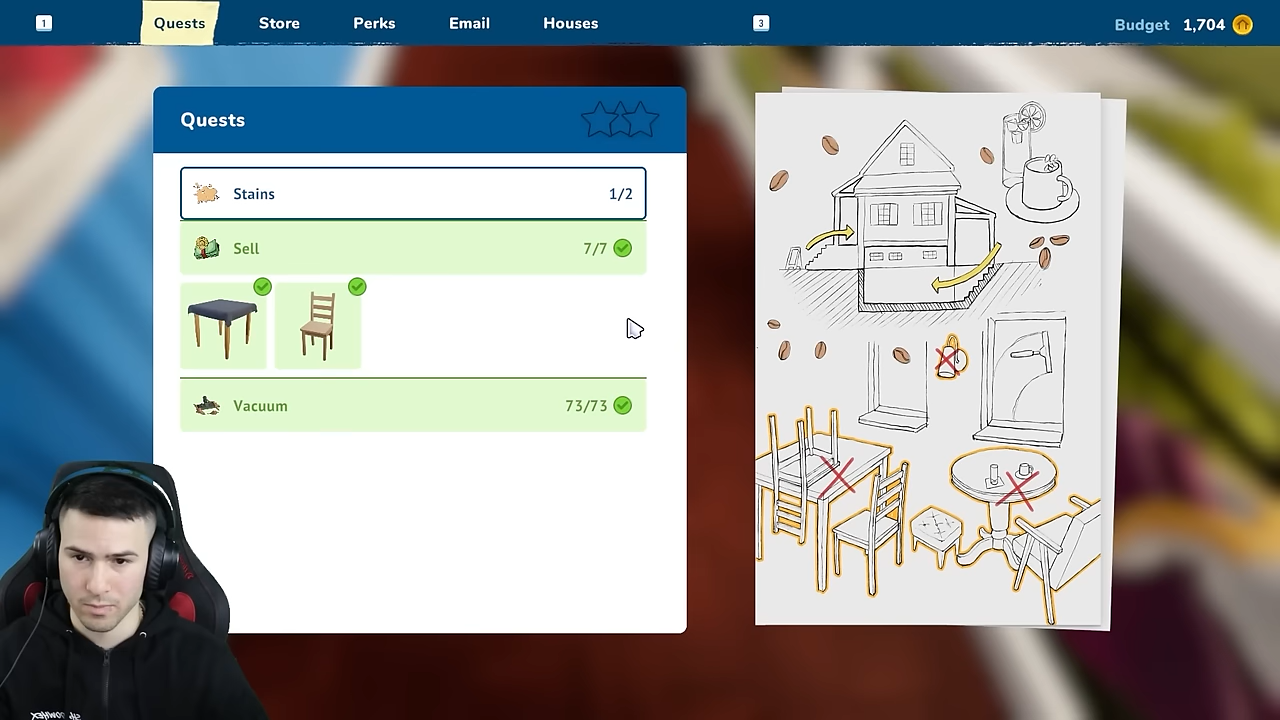 1 Quests Store Perks Email Houses 3 Budget 1,704
Quests
Stains 1/2
Sell 7/7
Vacuum 73/73